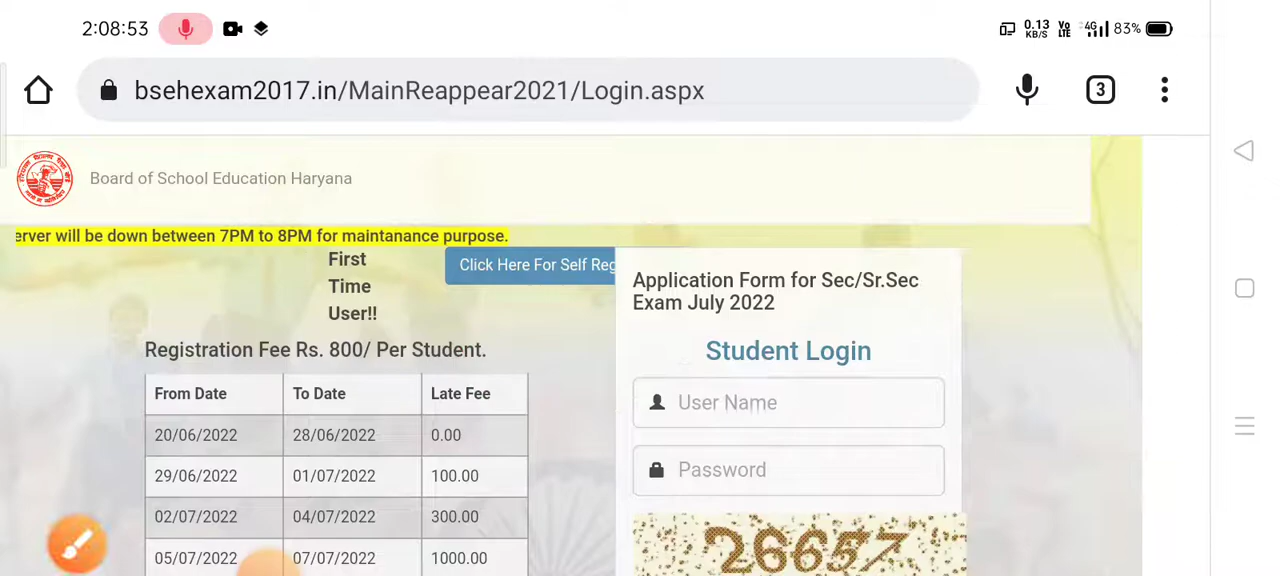 2:08:53
0.13 KB/S Vo LTE 4G 83%
bsehexam2017.in/MainReappear2021/Login.aspx
3
Board of School Education Haryana
erver will be down between 7PM to 8PM for maintanance purpose.
First
Time
User!!
Click Here For Self Reg
Registration Fee Rs. 800/ Per Student.
From Date To Date Late Fee
20/06/2022 28/06/2022 0.00
29/06/2022 01/07/2022 100.00
02/07/2022 04/07/2022 300.00
05/07/2022 07/07/2022 1000.00
Application Form for Sec/Sr.Sec
Exam July 2022
Student Login
User Name
Password
26657